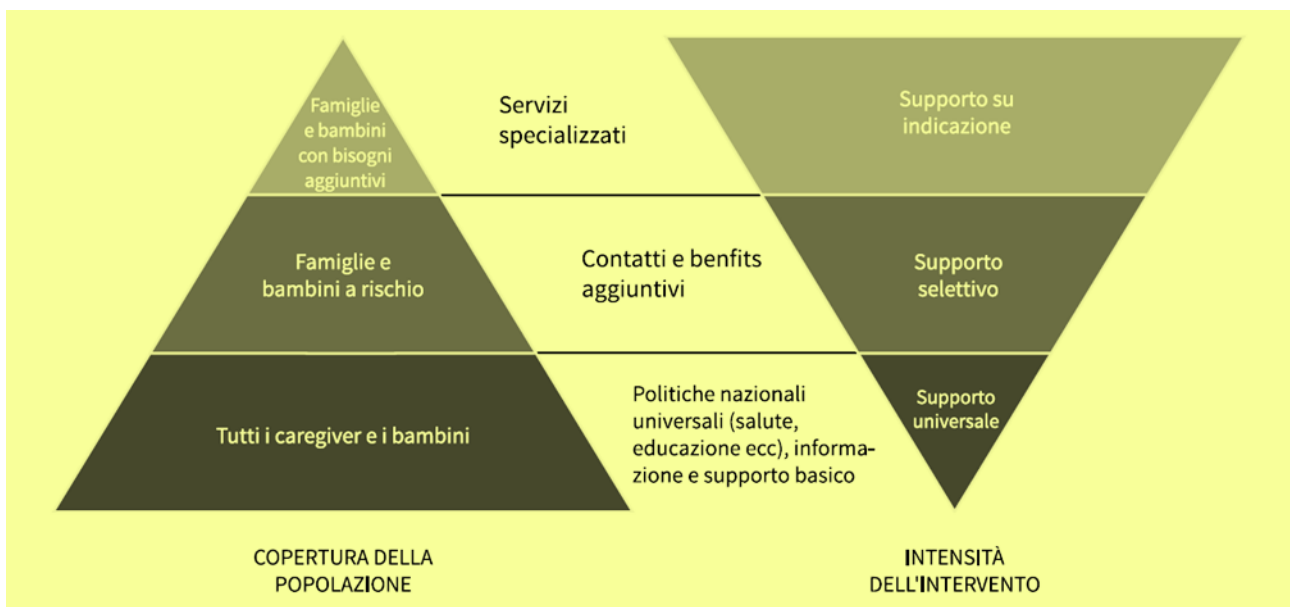 Famiglie
e bambini
con bisogni
aggiuntivi
Servizi
specializzati
Supporto su
indicazione
Famiglie e
bambini a rischio
Contatti e benfits
aggiuntivi
Supporto
selettivo
Tutti i caregiver e i bambini
Politiche nazionali
universali (salute,
educazione ecc), informa-
zione e supporto basico
Supporto
universale
COPERTURA DELLA
POPOLAZIONE
INTENSITÀ
DELL'INTERVENTO